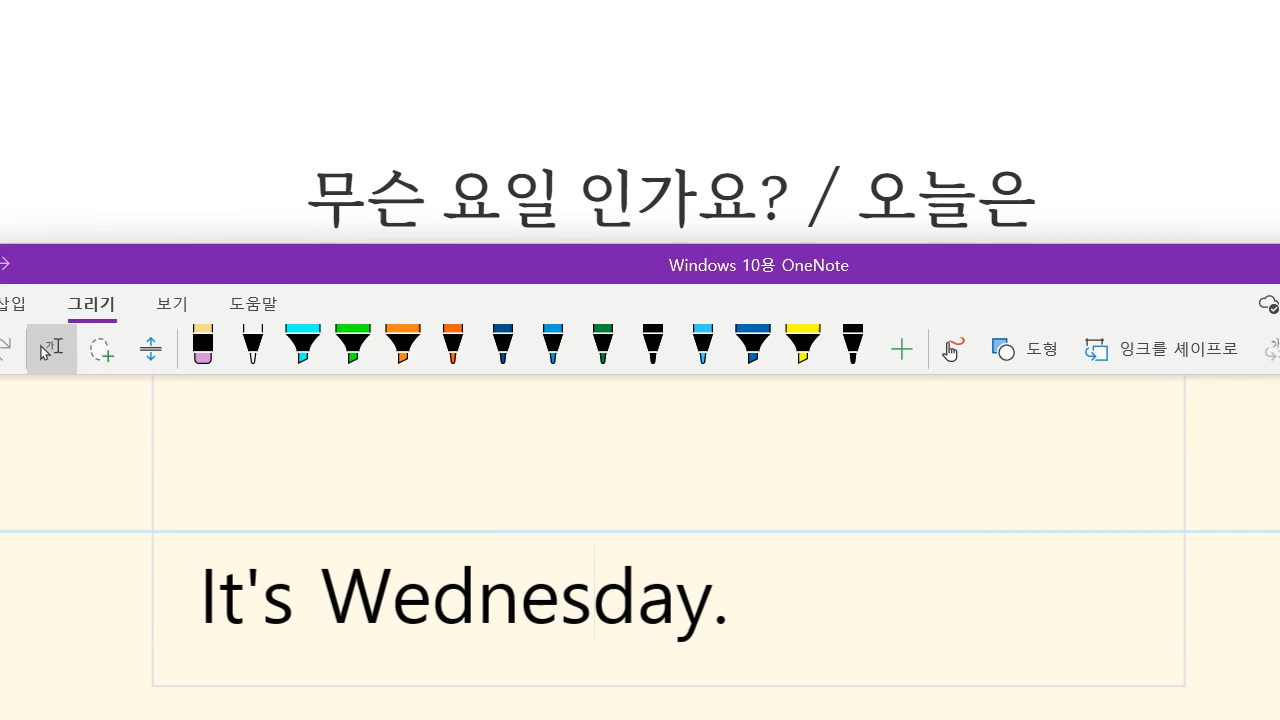 무슨 요일 인가요? / 오늘은
Windows 10용 OneNote
삽입 그리기 보기 도움말
도형 잉크를 셰이프로
It's Wednesday.